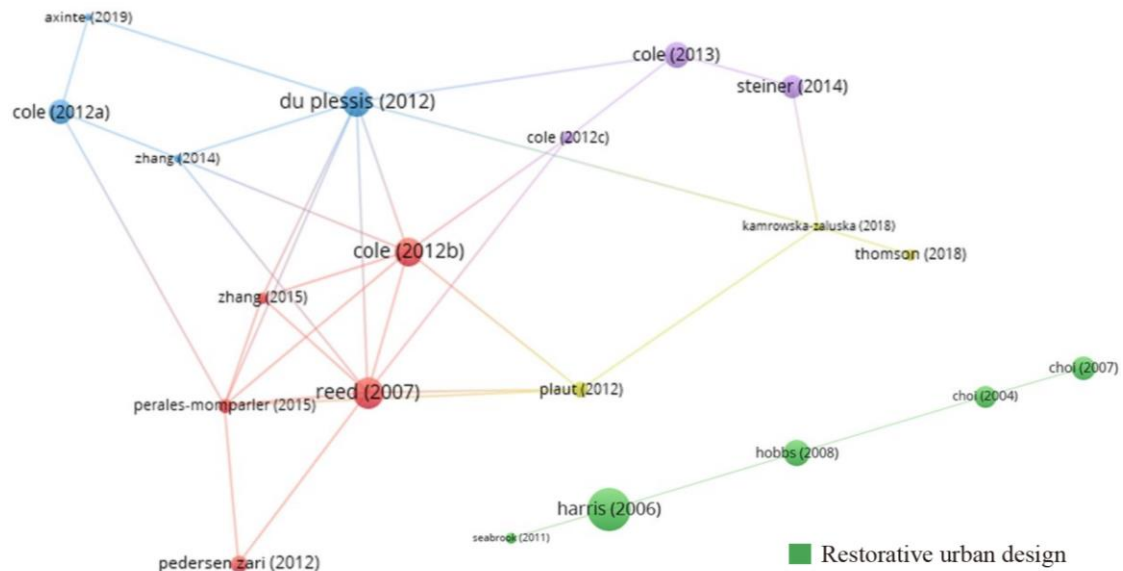 axinte (2019)
cole (2013)
steiner (2014)
du plessis (2012)
cole (2012a)
cole (2012c)
zhang (2014)
kamrowska-zaluska (2018)
cole (2012b)
thomson (2018)
zhang (2015)
choi (2007)
reed (2007)
plaut (2012)
choi (2004)
perales-momparler (2015)
hobbs (2008)
harris (2006)
seabrook (2011)
Restorative urban design
pedersen zari (2012)